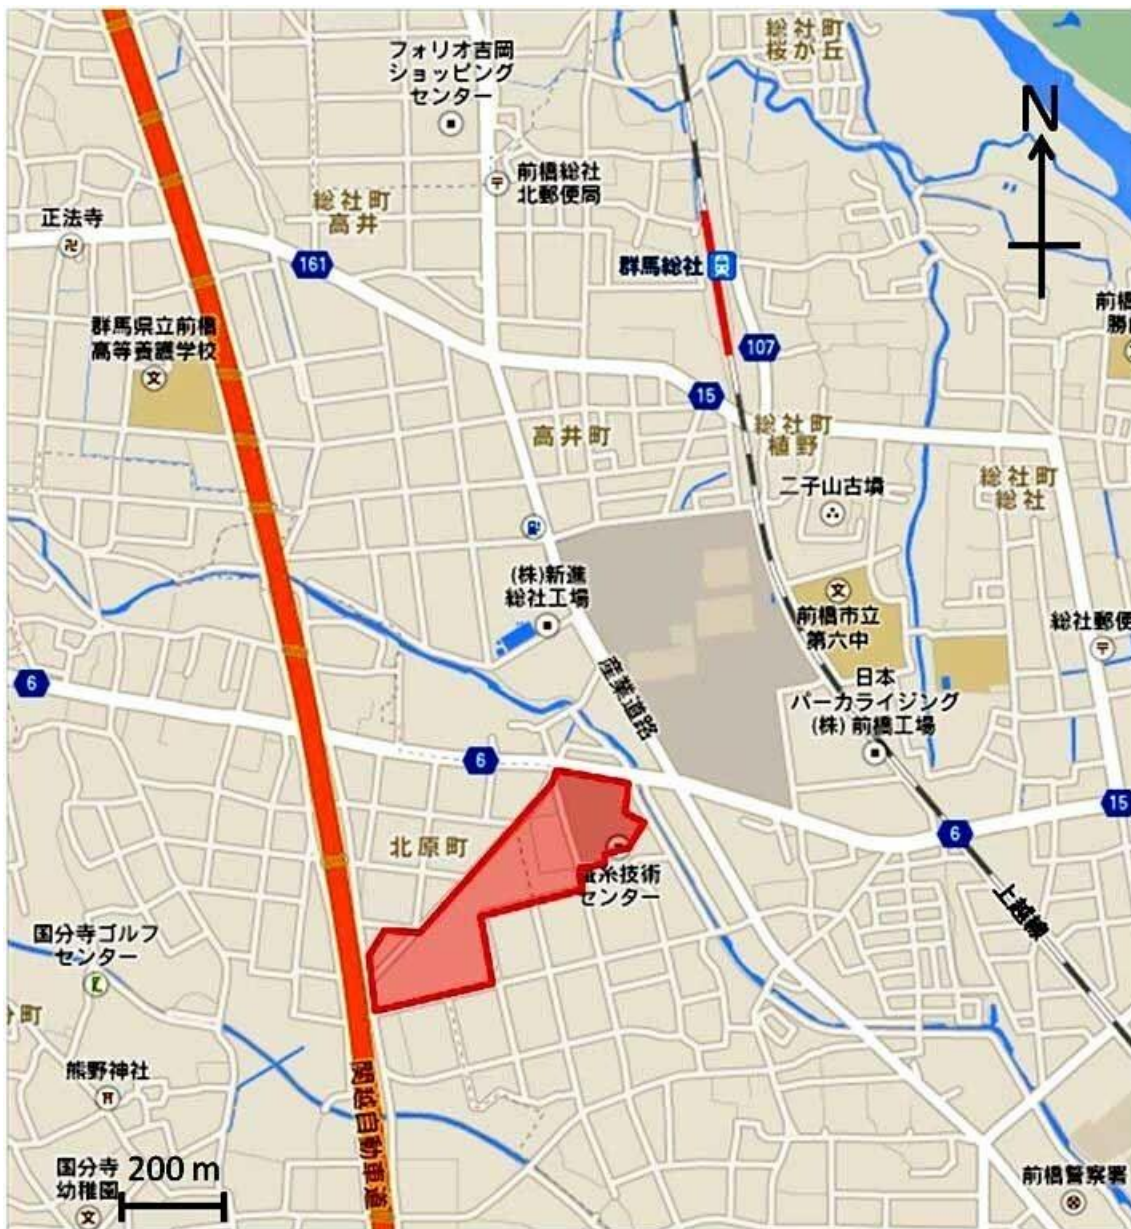 総社町
桜が丘
フォリオ吉岡
ショッピング
センター
N
前橋総社
北郵便局
総社町
高井
正法寺
161
群馬総社
群馬県立前橋
高等養護学校
107
15
高井町
総社町
植野
二子山古墳
総社町
総社
(株)新進
総社工場
前橋市立
第六中
総社郵便
産業道路
日本
パーカライジング
(株)前橋工場
6
6
15
6
北原町
糸技術
センター
上越線
国分寺ゴルフ
センター
町
熊野神社
関越自動車道
国分寺
幼稚園
200 m
前橋警察署